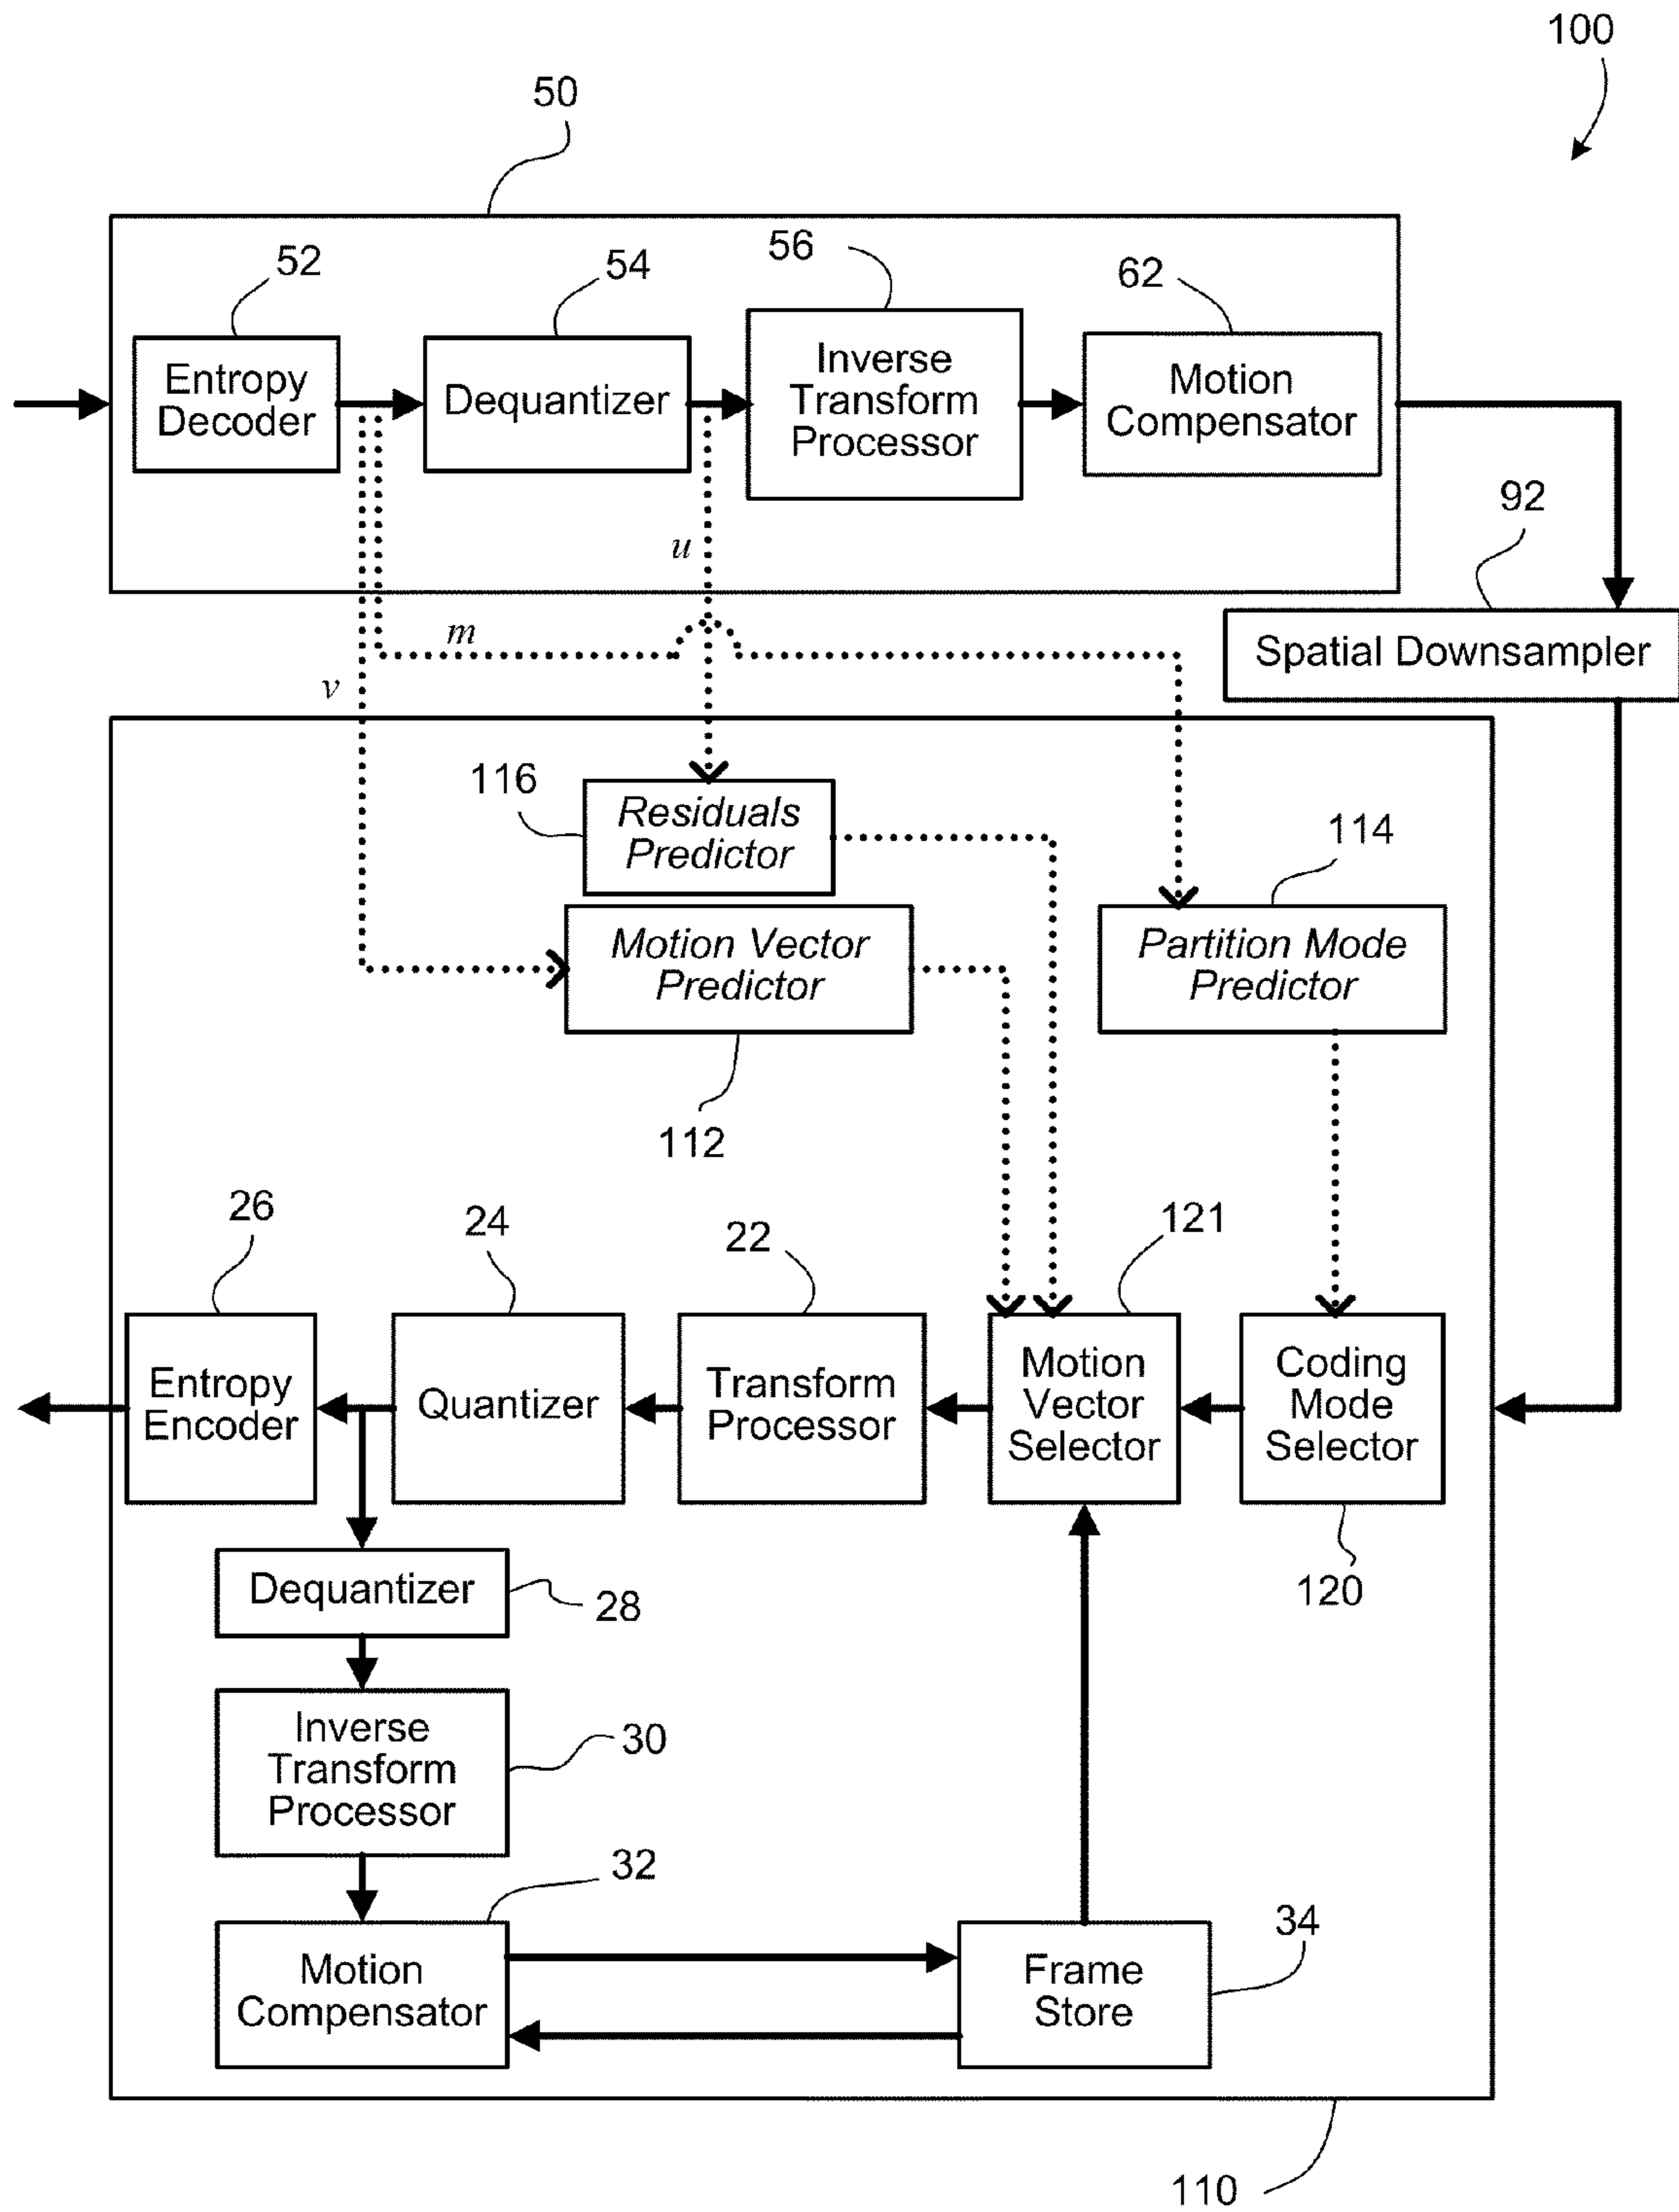 100
50
52
54
56
62
Entropy
Decoder
Dequantizer
Inverse
Transform
Processor
Motion
Compensator
92
u
m
v
Spatial Downsampler
116
Residuals
Predictor
114
Motion Vector
Predictor
Partition Mode
Predictor
112
26
24
22
121
Entropy
Encoder
Quantizer
Transform
Processor
Motion
Vector
Selector
Coding
Mode
Selector
120
Dequantizer
28
Inverse
Transform
Processor
30
32
34
Motion
Compensator
Frame
Store
110